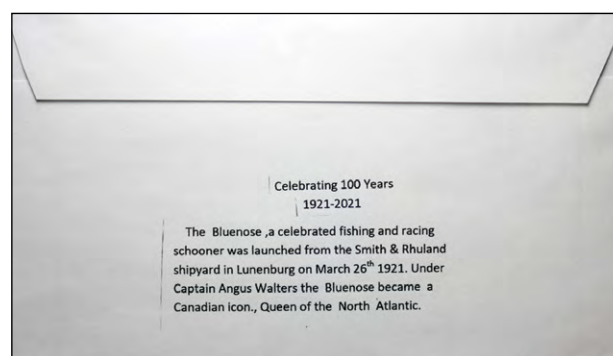 Celebrating 100 Years
1921-2021
The Bluenose ,a celebrated fishing and racing
schooner was launched from the Smith & Rhuland
shipyard in Lunenburg on March 26th 1921. Under
Captain Angus Walters the Bluenose became a
Canadian icon., Queen of the North Atlantic.